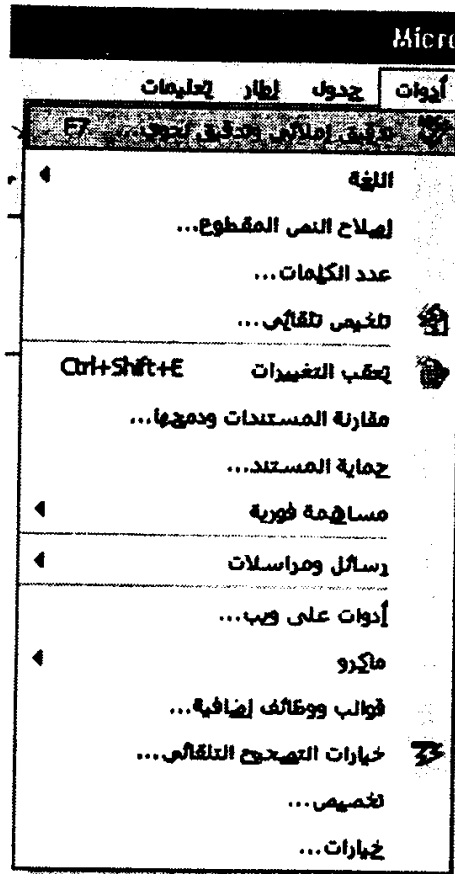 Micro
أدوات جدول إطار تعليمات
تدقيق إملائي وتدقيق نحوي... F7
اللغة
إصلاح النص المقطوع...
عدد الكلمات...
تلخيص تلقائي...
تعقب التغييرات Ctrl+Shift+E
مقارنة المستندات ودمجها...
حماية المستند...
مساهمة فورية
رسائل ومراسلات
أدوات على ويب...
ماكرو
قوالب ووظائف إضافية...
خيارات التصحيح التلقائي...
تخصيص...
خيارات...